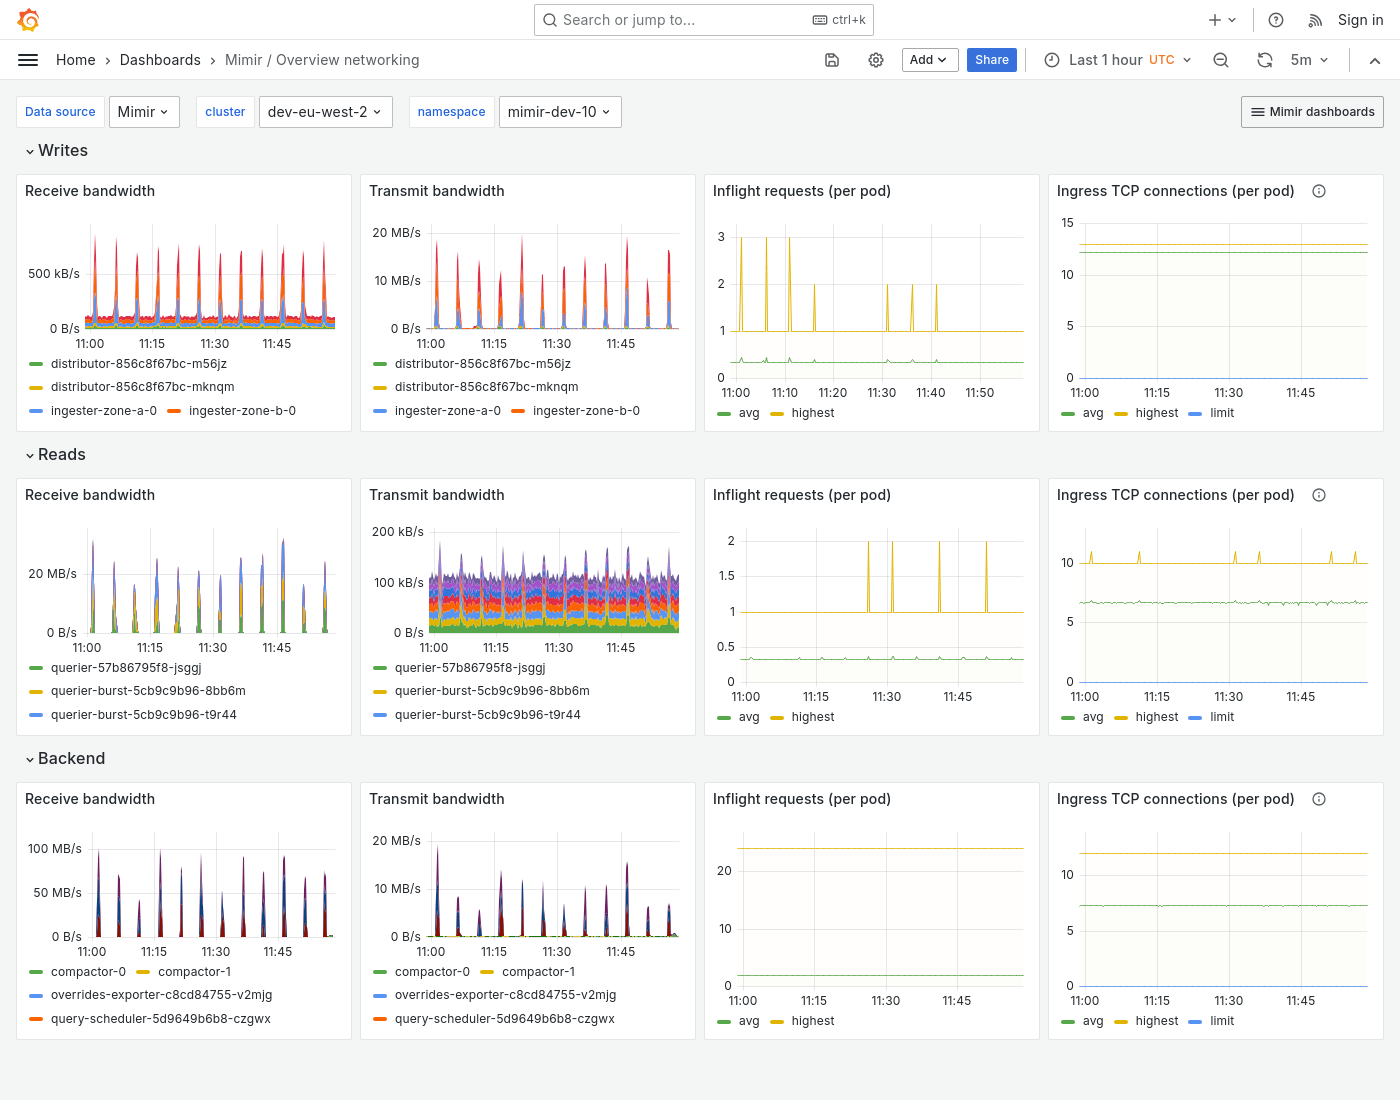 Search or jump to... ctrl+k Sign in
Home Dashboards Mimir / Overview networking Add Share Last 1 hour UTC 5m
Data source Mimir cluster dev-eu-west-2 namespace mimir-dev-10 Mimir dashboards
Writes
Receive bandwidth
500 kB/s
0 B/s
11:00 11:15 11:30 11:45
distributor-856c8f67bc-m56jz
distributor-856c8f67bc-mknqm
ingester-zone-a-0 ingester-zone-b-0
Transmit bandwidth
20 MB/s
10 MB/s
0 B/s
11:00 11:15 11:30 11:45
distributor-856c8f67bc-m56jz
distributor-856c8f67bc-mknqm
ingester-zone-a-0 ingester-zone-b-0
Inflight requests (per pod)
3
2
1
0
11:00 11:10 11:20 11:30 11:40 11:50
avg highest
Ingress TCP connections (per pod)
15
10
5
0
11:00 11:15 11:30 11:45
avg highest limit
Reads
Receive bandwidth
20 MB/s
0 B/s
11:00 11:15 11:30 11:45
querier-57b86795f8-jsggj
querier-burst-5cb9c9b96-8bb6m
querier-burst-5cb9c9b96-t9r44
Transmit bandwidth
200 kB/s
100 kB/s
0 B/s
11:00 11:15 11:30 11:45
querier-57b86795f8-jsggj
querier-burst-5cb9c9b96-8bb6m
querier-burst-5cb9c9b96-t9r44
Inflight requests (per pod)
2
1.5
1
0.5
0
11:00 11:15 11:30 11:45
avg highest
Ingress TCP connections (per pod)
10
5
0
11:00 11:15 11:30 11:45
avg highest limit
Backend
Receive bandwidth
100 MB/s
50 MB/s
0 B/s
11:00 11:15 11:30 11:45
compactor-0 compactor-1
overrides-exporter-c8cd84755-v2mjg
query-scheduler-5d9649b6b8-czgwx
Transmit bandwidth
20 MB/s
10 MB/s
0 B/s
11:00 11:15 11:30 11:45
compactor-0 compactor-1
overrides-exporter-c8cd84755-v2mjg
query-scheduler-5d9649b6b8-czgwx
Inflight requests (per pod)
20
10
0
11:00 11:15 11:30 11:45
avg highest
Ingress TCP connections (per pod)
10
5
0
11:00 11:15 11:30 11:45
avg highest limit